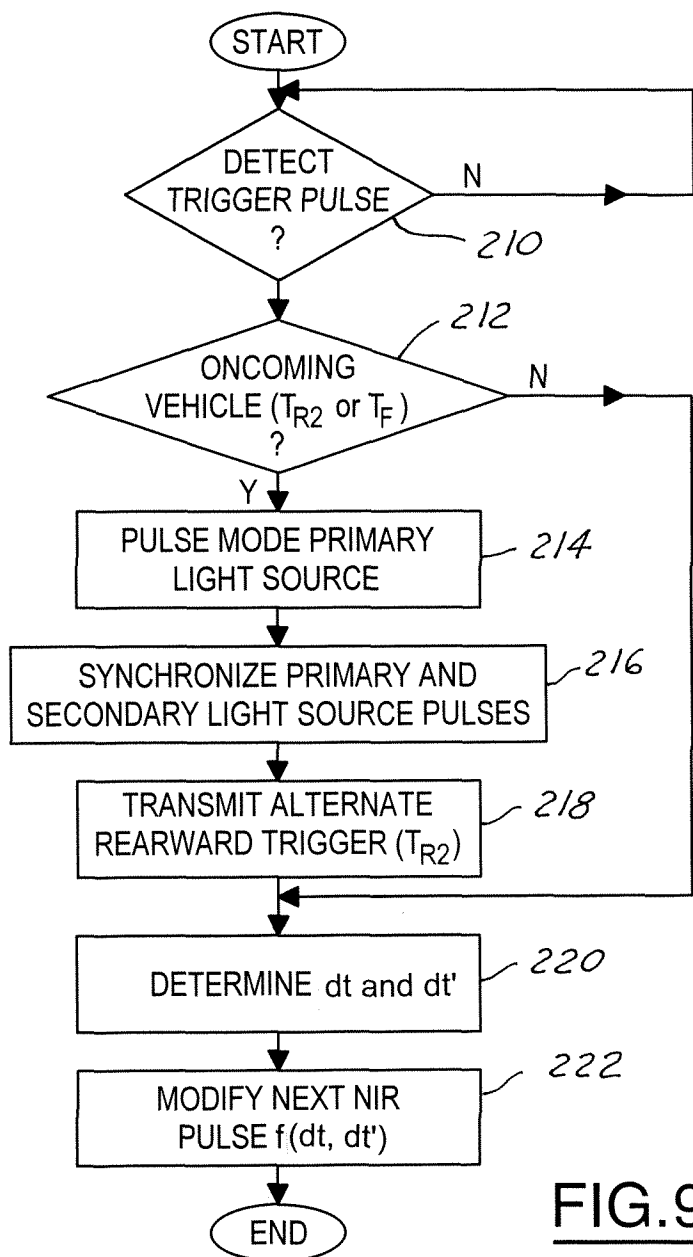 START
DETECT
TRIGGER PULSE
?
N
210
212
ONCOMING
VEHICLE (T_R2 or T_F)
?
N
Y
PULSE MODE PRIMARY
LIGHT SOURCE
214
SYNCHRONIZE PRIMARY AND
SECONDARY LIGHT SOURCE PULSES
216
TRANSMIT ALTERNATE
REARWARD TRIGGER (T_R2)
218
DETERMINE dt and dt'
220
MODIFY NEXT NIR
PULSE f(dt, dt')
222
END
FIG.9